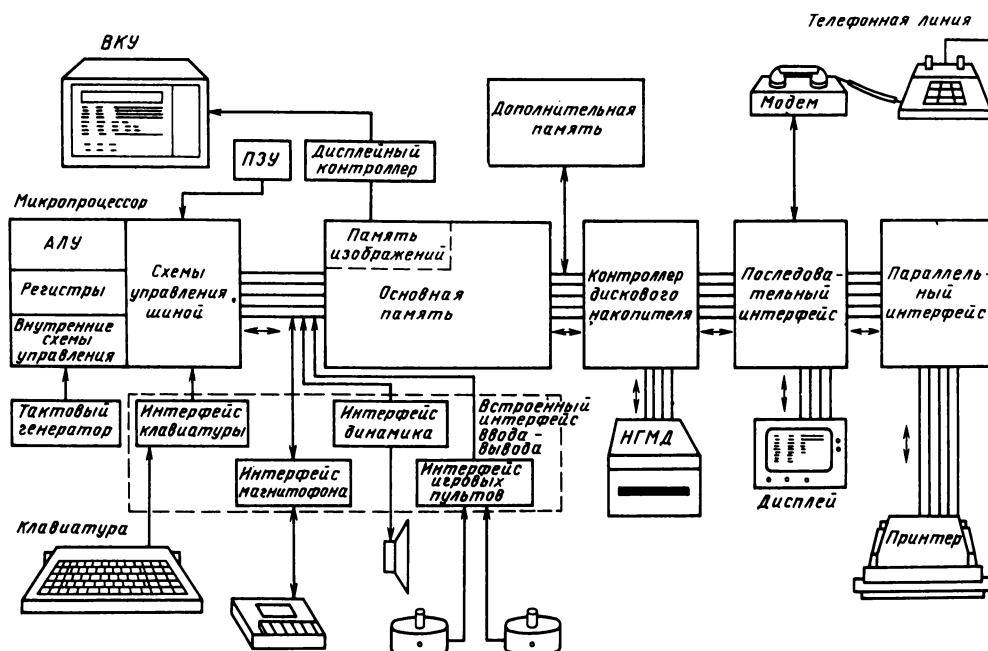 Телефонная линия
ВКУ
Модем
Дополнительная
память
ПЗУ
Дисплейный
контроллер
Микропроцессор
АЛУ
Регистры
Внутренние
схемы
управления
Схемы
управления
шиной
Память
изображений
Основная
память
Контроллер
дискового
накопителя
Последова-
тельный
интерфейс
Параллель-
ный
интерфейс
Тактовый
генератор
Интерфейс
клавиатуры
Интерфейс
динамика
Встроенный
интерфейс
ввода-
вывода
Интерфейс
магнитофона
Интерфейс
игровых
пультов
НГМД
Дисплей
Принтер
Клавиатура